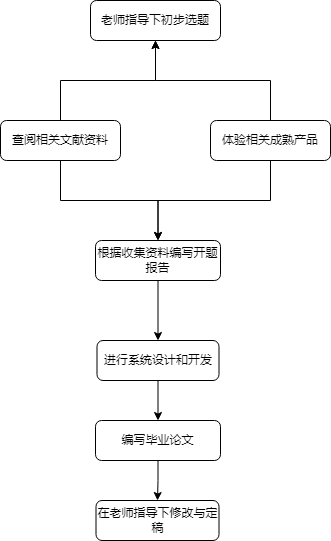 老师指导下初步选题
查阅相关文献资料
体验相关成熟产品
根据收集资料编写开题
报告
进行系统设计和开发
编写毕业论文
在老师指导下修改与定
稿